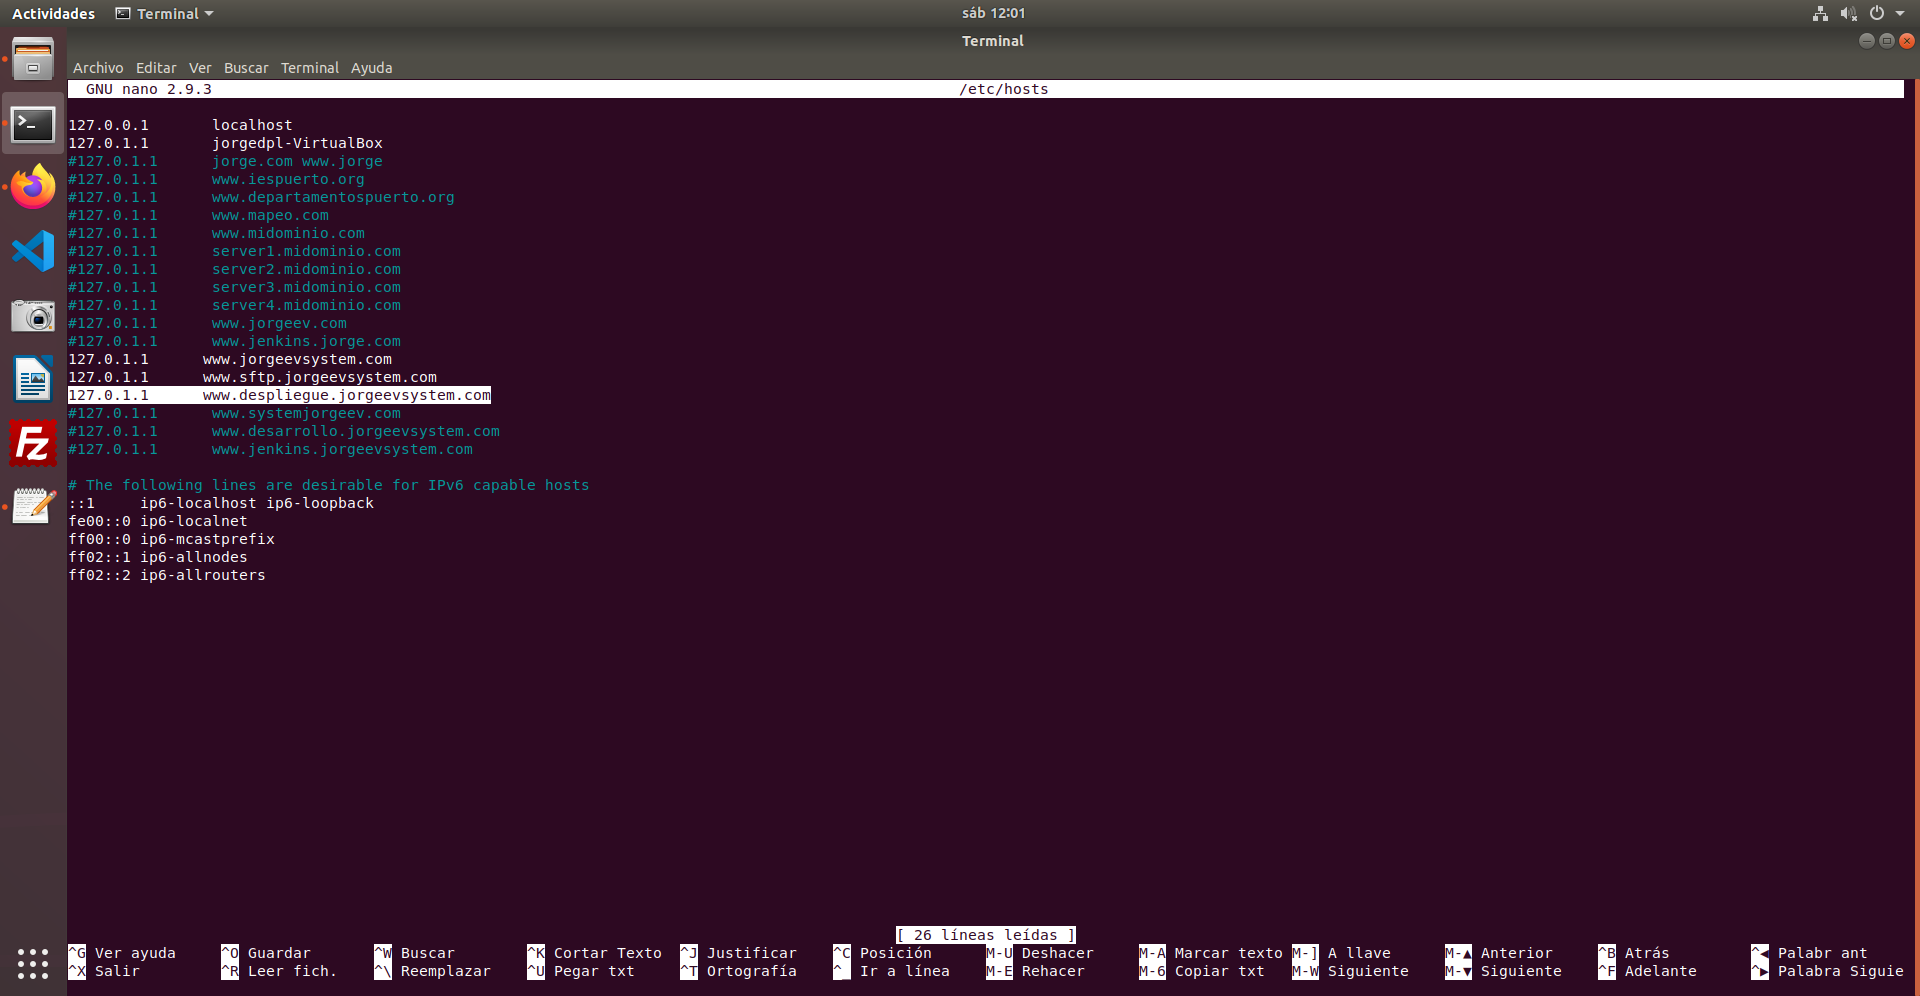 Actividades Terminal sáb 12:01
Terminal
Archivo Editar Ver Buscar Terminal Ayuda
GNU nano 2.9.3 /etc/hosts
127.0.0.1 localhost
127.0.1.1 jorgedpl-VirtualBox
#127.0.1.1 jorge.com www.jorge
#127.0.1.1 www.iespuerto.org
#127.0.1.1 www.departamentospuerto.org
#127.0.1.1 www.mapeo.com
#127.0.1.1 www.midominio.com
#127.0.1.1 server1.midominio.com
#127.0.1.1 server2.midominio.com
#127.0.1.1 server3.midominio.com
#127.0.1.1 server4.midominio.com
#127.0.1.1 www.jorgeev.com
#127.0.1.1 www.jenkins.jorge.com
127.0.1.1 www.jorgeevsystem.com
127.0.1.1 www.sftp.jorgeevsystem.com
127.0.1.1 www.despliegue.jorgeevsystem.com
#127.0.1.1 www.systemjorgeev.com
#127.0.1.1 www.desarrollo.jorgeevsystem.com
#127.0.1.1 www.jenkins.jorgeevsystem.com
# The following lines are desirable for IPv6 capable hosts
::1 ip6-localhost ip6-loopback
fe00::0 ip6-localnet
ff00::0 ip6-mcastprefix
ff02::1 ip6-allnodes
ff02::2 ip6-allrouters
[ 26 líneas leídas ]
^G Ver ayuda ^O Guardar ^W Buscar ^K Cortar Texto ^J Justificar ^C Posición M-U Deshacer M-A Marcar texto M-] A llave M-▲ Anterior ^B Atrás ^◀ Palabr ant
^X Salir ^R Leer fich. ^\ Reemplazar ^U Pegar txt ^T Ortografía ^_ Ir a línea M-E Rehacer M-6 Copiar txt M-W Siguiente M-▼ Siguiente ^F Adelante ^▶ Palabra Siguie